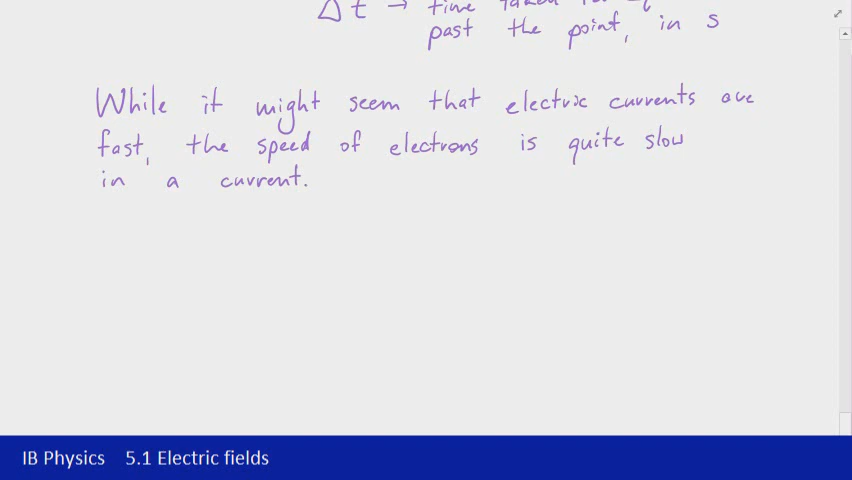 Δt → time taken
past the point, in s
While it might seem that electric currents are
fast, the speed of electrons is quite slow
in a current.
IB Physics 5.1 Electric fields